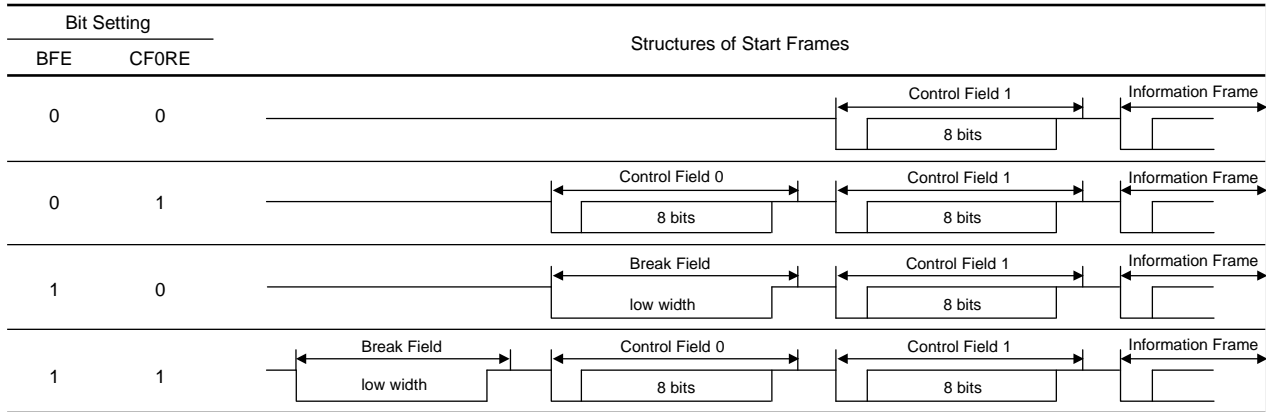 Bit Setting
Structures of Start Frames
BFE CF0RE
Control Field 1 Information Frame
0 0
8 bits
Control Field 0 Control Field 1 Information Frame
0 1
8 bits 8 bits
Break Field Control Field 1 Information Frame
1 0
low width 8 bits
Break Field Control Field 0 Control Field 1 Information Frame
1 1
low width 8 bits 8 bits